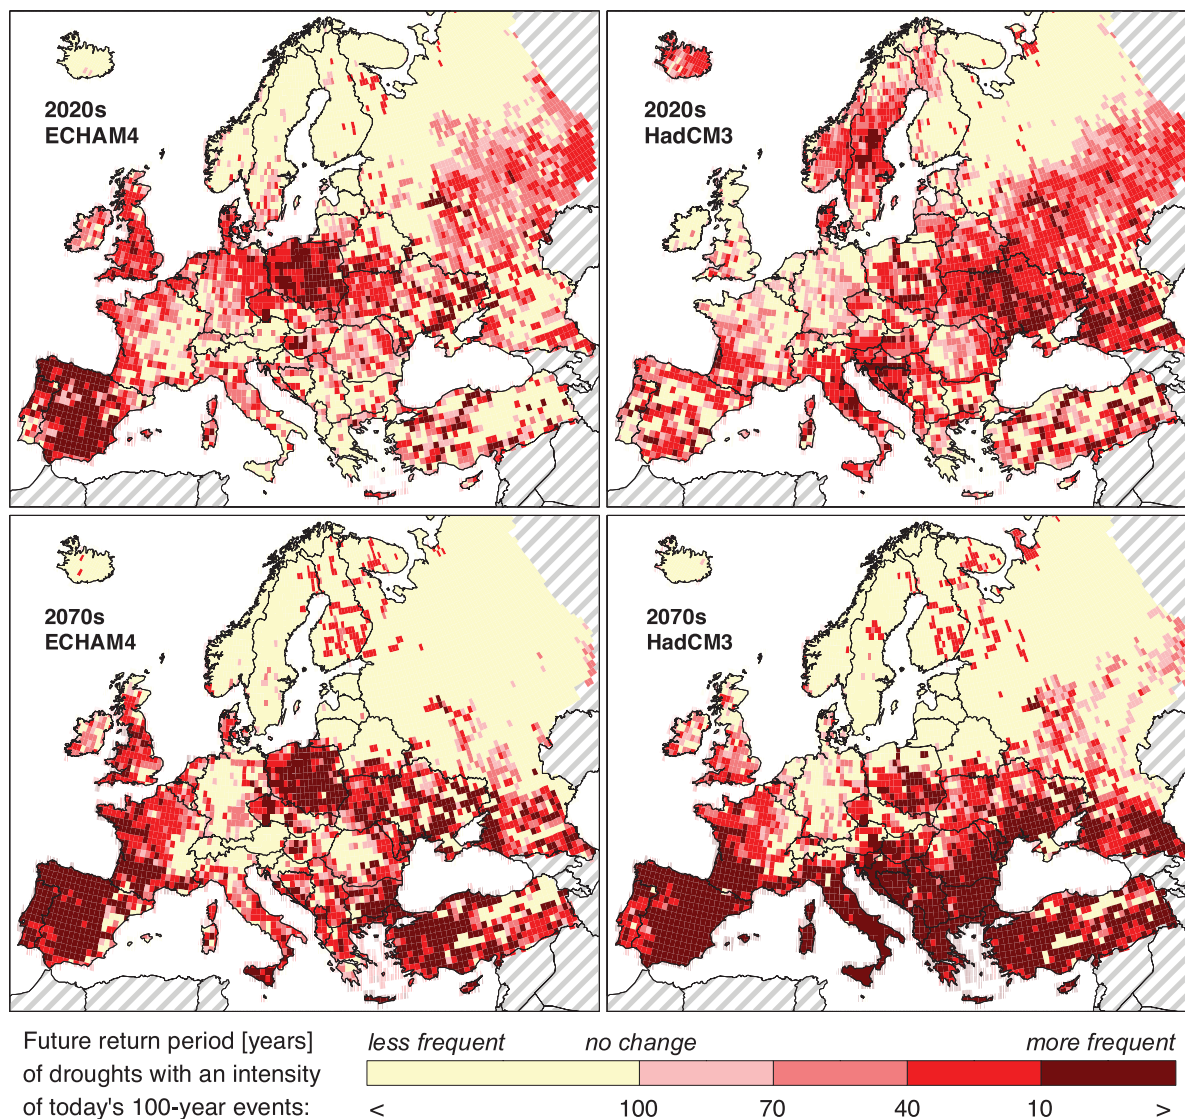 2020s
ECHAM4
2020s
HadCM3
2070s
ECHAM4
2070s
HadCM3
Future return period [years]
of droughts with an intensity
of today's 100-year events:
less frequent no change more frequent
< 100 70 40 10 >